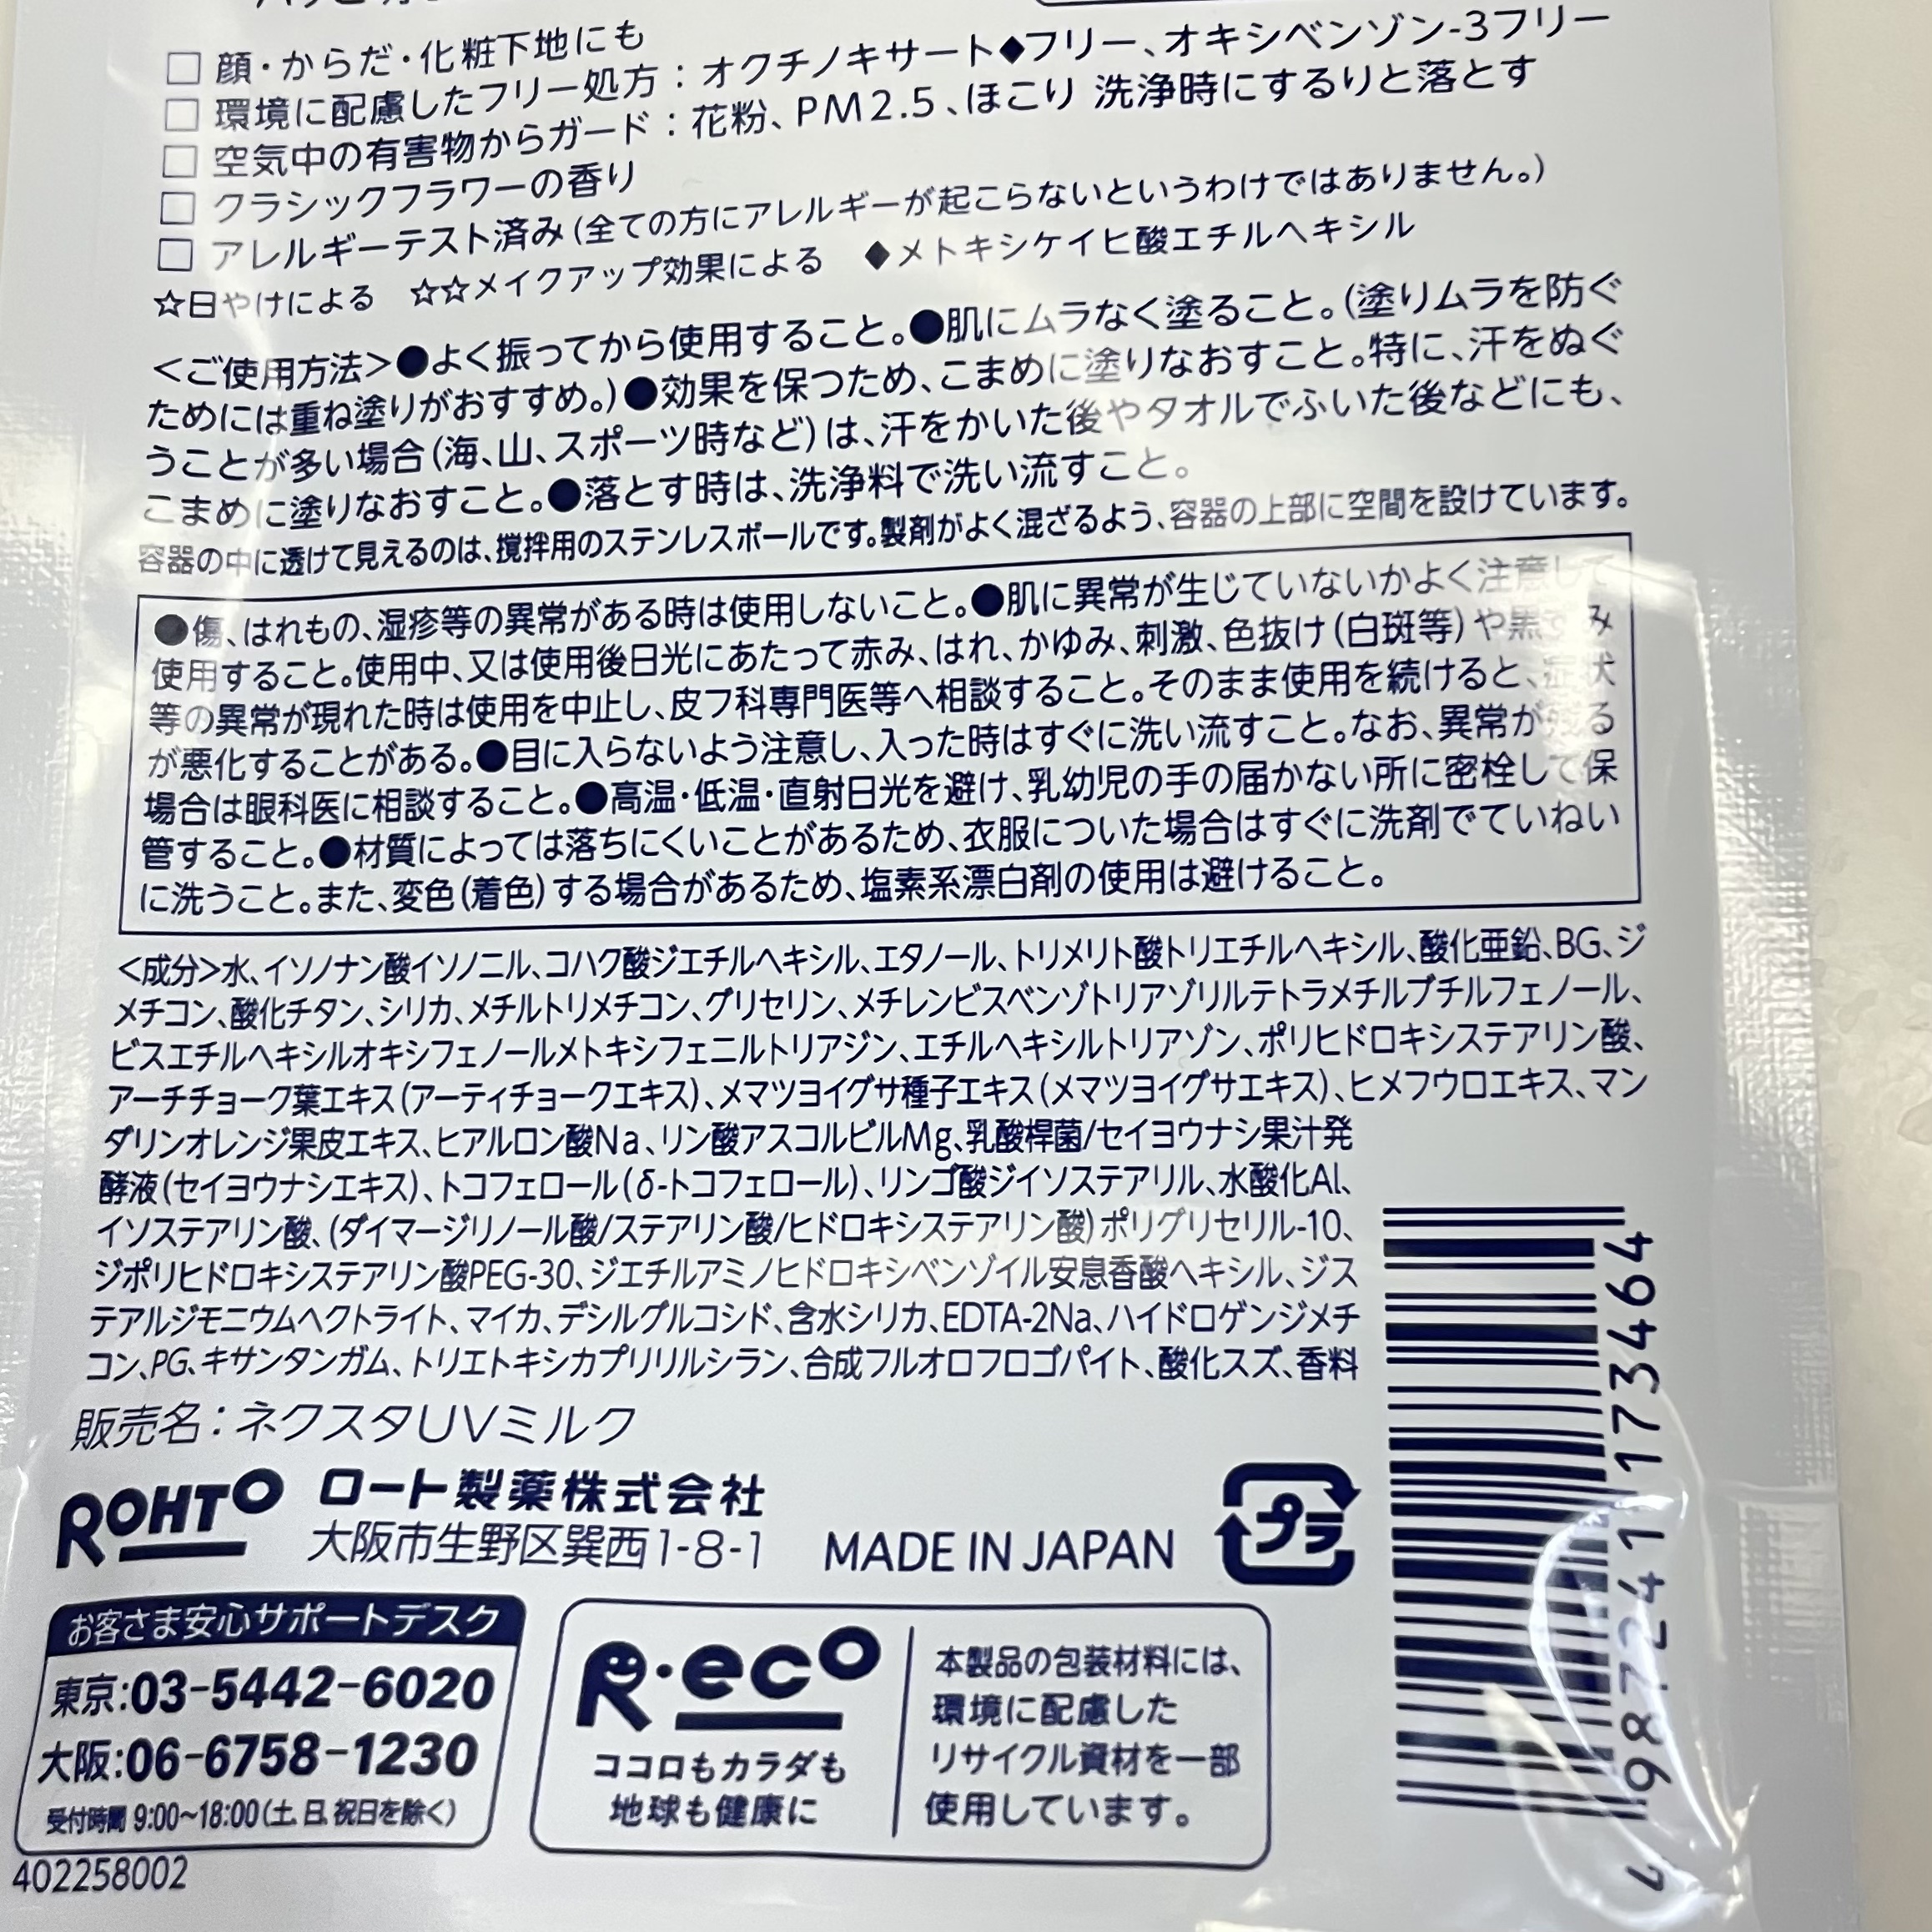 □ 顔・からだ・化粧下地にも
□ 環境に配慮したフリー処方：オクチノキサート◆フリー、オキシベンゾン-3フリー
□ 空気中の有害物からガード：花粉、PM2.5、ほこり 洗浄時にするりと落とす
□ クラシックフラワーの香り
□ アレルギーテスト済み(全ての方にアレルギーが起こらないというわけではありません。)
☆日やけによる ☆☆メイクアップ効果による ◆メトキシケイヒ酸エチルヘキシル
＜ご使用方法＞●よく振ってから使用すること。●肌にムラなく塗ること。(塗りムラを防ぐ
ためには重ね塗りがおすすめ。)●効果を保つため、こまめに塗りなおすこと。特に、汗をぬぐ
うことが多い場合(海、山、スポーツ時など)は、汗をかいた後やタオルでふいた後などにも、
こまめに塗りなおすこと。●落とす時は、洗浄料で洗い流すこと。
容器の中に透けて見えるのは、撹拌用のステンレスボールです。製剤がよく混ざるよう、容器の上部に空間を設けています。
●傷、はれもの、湿疹等の異常がある時は使用しないこと。●肌に異常が生じていないかよく注意して
使用すること。使用中、又は使用後日光にあたって赤み、はれ、かゆみ、刺激、色抜け(白斑等)や黒ずみ
等の異常が現れた時は使用を中止し、皮フ科専門医等へ相談すること。そのまま使用を続けると、症状
が悪化することがある。●目に入らないよう注意し、入った時はすぐに洗い流すこと。なお、異常が残る
場合は眼科医に相談すること。●高温・低温・直射日光を避け、乳幼児の手の届かない所に密栓して保
管すること。●材質によっては落ちにくいことがあるため、衣服についた場合はすぐに洗剤でていねい
に洗うこと。また、変色(着色)する場合があるため、塩素系漂白剤の使用は避けること。
＜成分＞水、イソノナン酸イソノニル、コハク酸ジエチルヘキシル、エタノール、トリメリト酸トリエチルヘキシル、酸化亜鉛、BG、ジ
メチコン、酸化チタン、シリカ、メチルトリメチコン、グリセリン、メチレンビスベンゾトリアゾリルテトラメチルブチルフェノール、
ビスエチルヘキシルオキシフェノールメトキシフェニルトリアジン、エチルヘキシルトリアゾン、ポリヒドロキシステアリン酸、
アーチチョーク葉エキス(アーティチョークエキス)、メマツヨイグサ種子エキス(メマツヨイグサエキス)、ヒメフウロエキス、マン
ダリンオレンジ果皮エキス、ヒアルロン酸Na、リン酸アスコルビルMg、乳酸桿菌/セイヨウナシ果汁発
酵液(セイヨウナシエキス)、トコフェロール(δ-トコフェロール)、リンゴ酸ジイソステアリル、水酸化Al、
イソステアリン酸、(ダイマージリノール酸/ステアリン酸/ヒドロキシステアリン酸)ポリグリセリル-10、
ジポリヒドロキシステアリン酸PEG-30、ジエチルアミノヒドロキシベンゾイル安息香酸ヘキシル、ジス
テアルジモニウムヘクトライト、マイカ、デシルグルコシド、含水シリカ、EDTA-2Na、ハイドロゲンジメチ
コン、PG、キサンタンガム、トリエトキシカプリリルシラン、合成フルオロフロゴパイト、酸化スズ、香料
販売名：ネクスタUVミルク
ROHTO ロート製薬株式会社
大阪市生野区巽西1-8-1 MADE IN JAPAN プラ
4 987241 173464
お客さま安心サポートデスク
東京:03-5442-6020
大阪:06-6758-1230
受付時間 9:00~18:00(土、日、祝日を除く)
R・eco
ココロもカラダも
地球も健康に
本製品の包装材料には、
環境に配慮した
リサイクル資材を一部
使用しています。
402258002